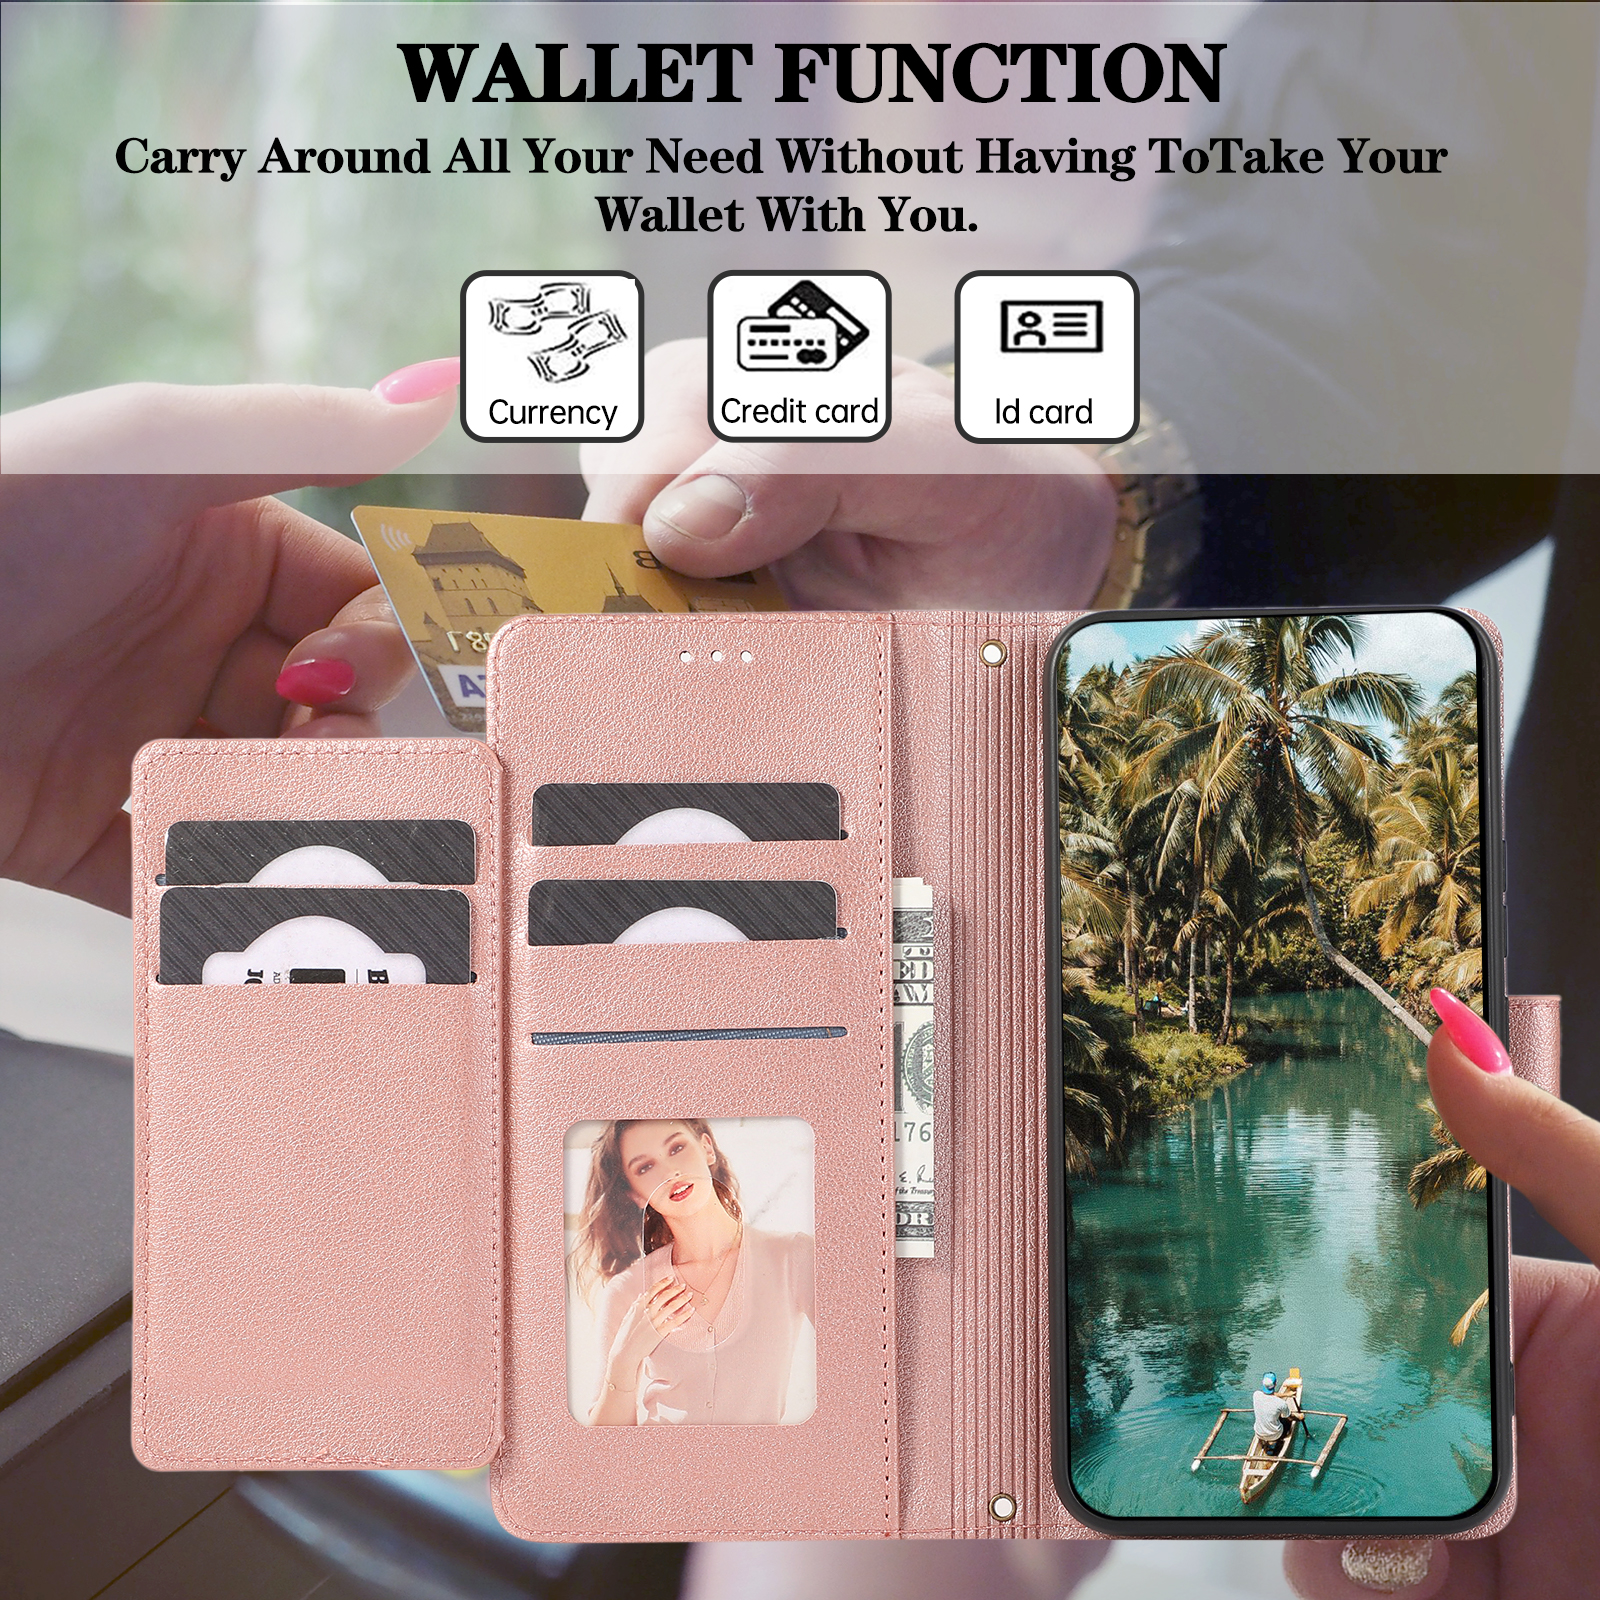 WALLET FUNCTION
Carry Around All Your Need Without Having ToTake Your
Wallet With You.
Currency
Credit card
Id card